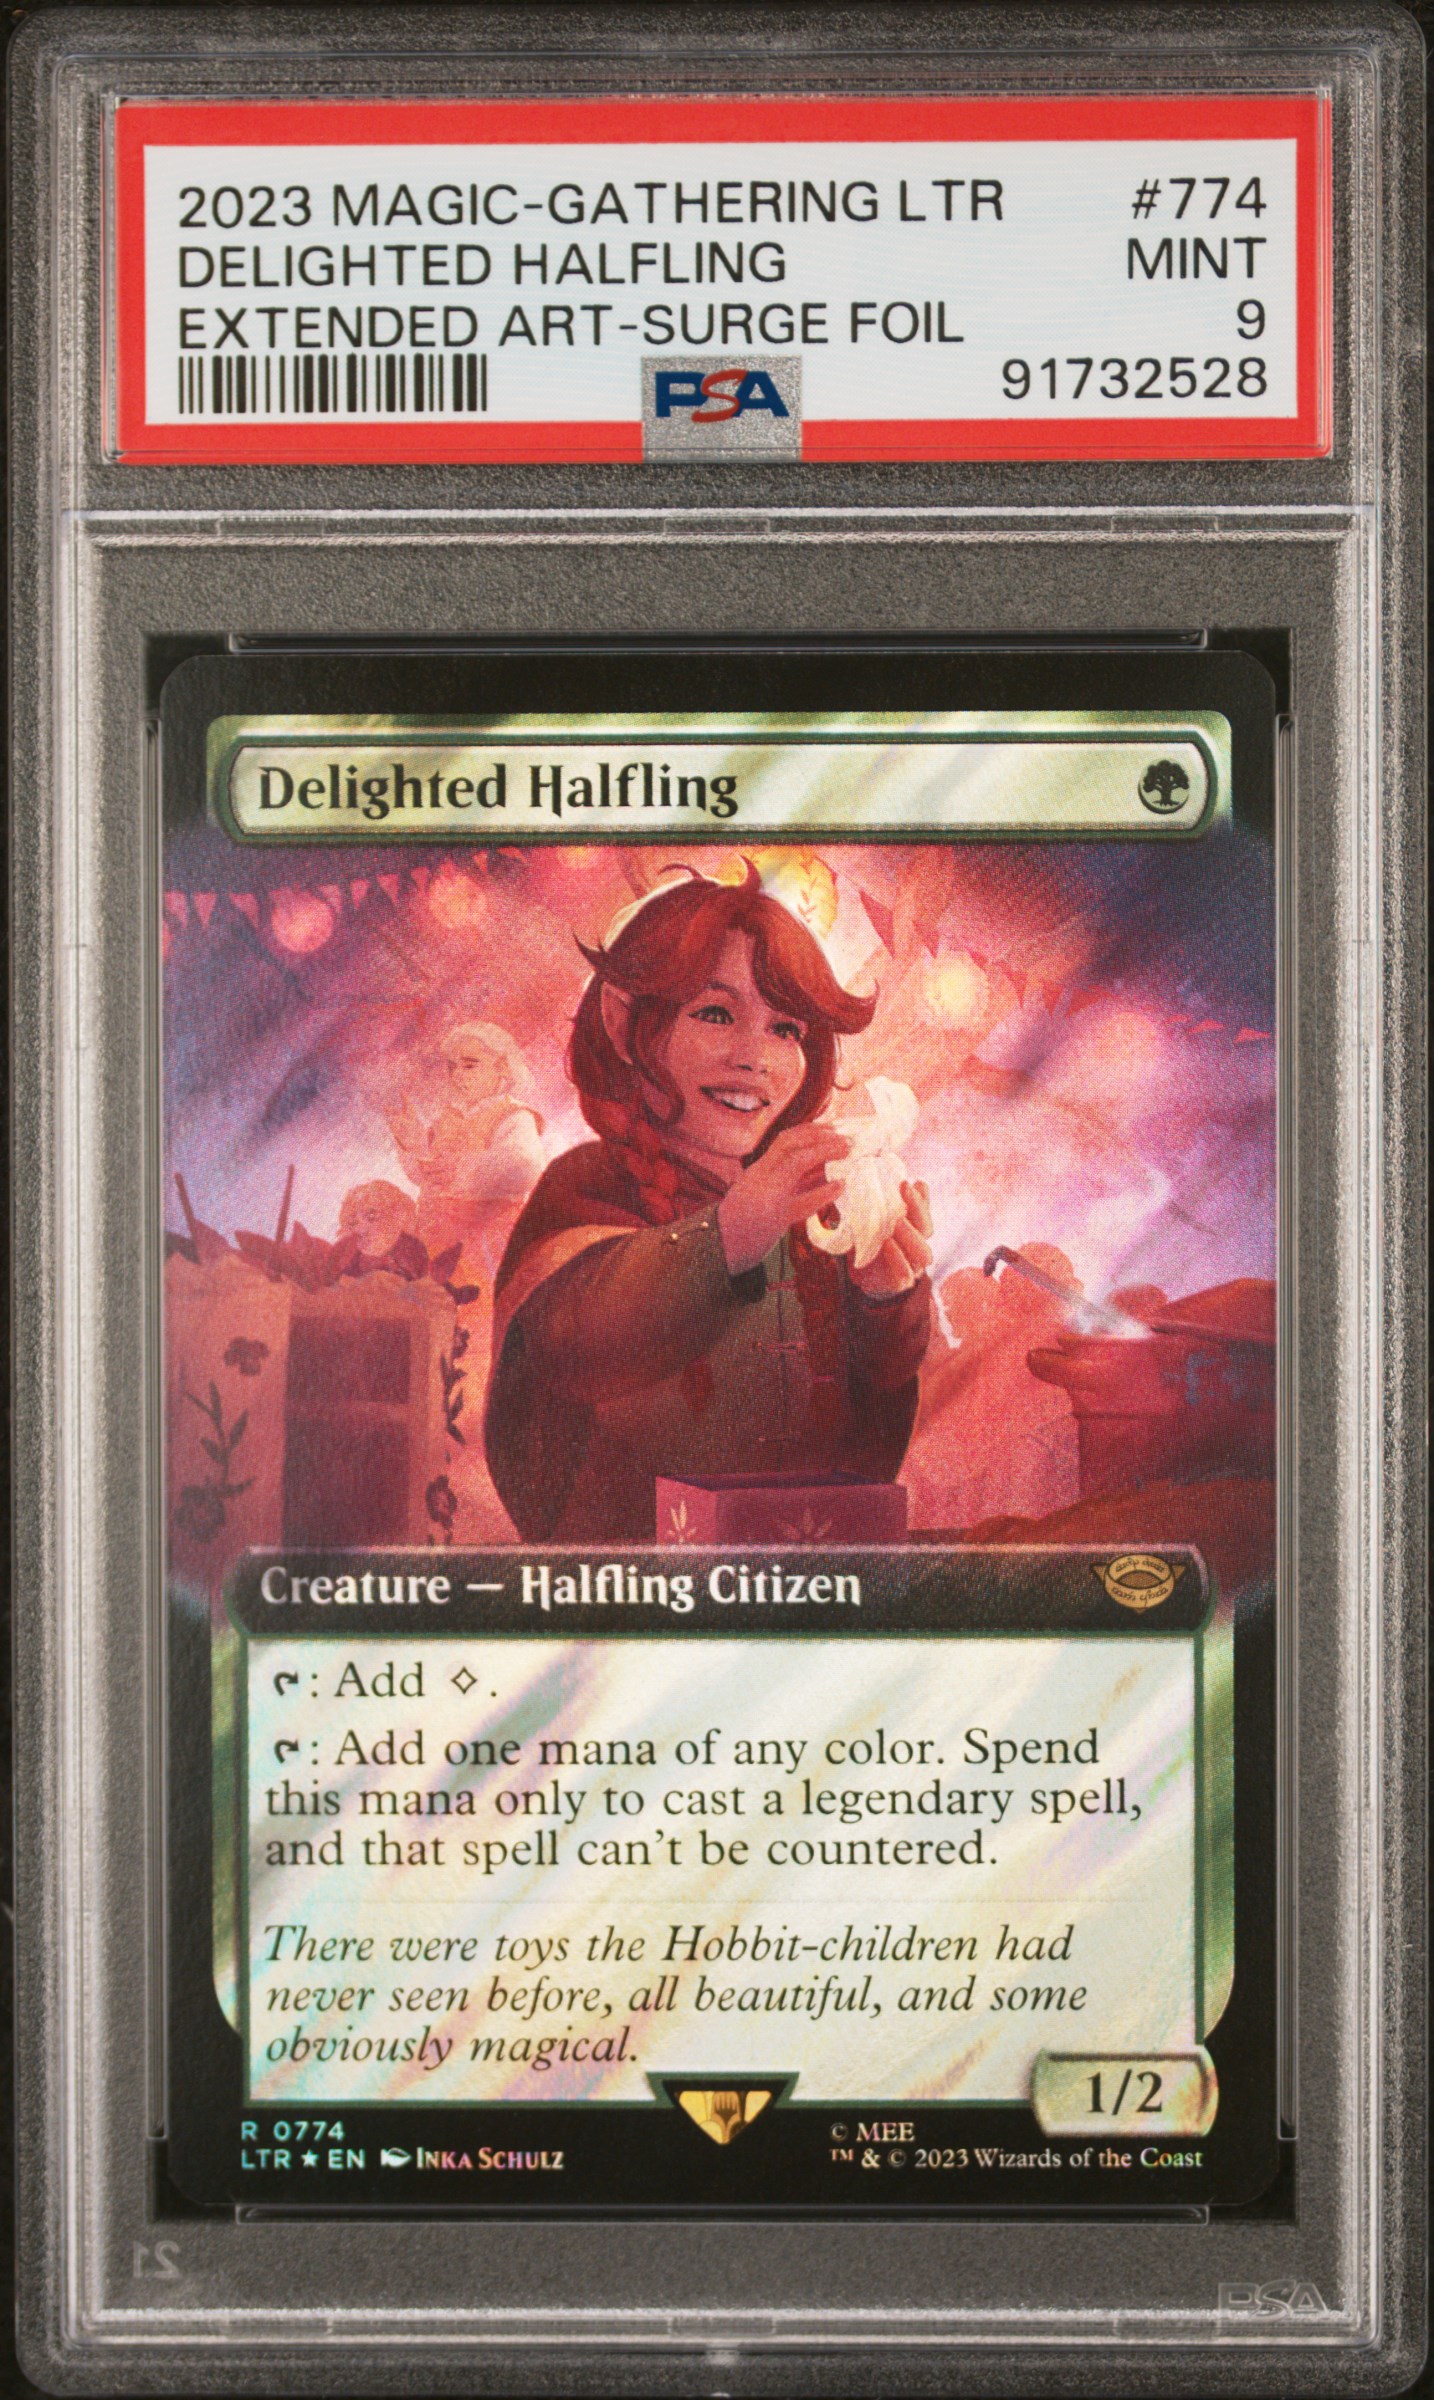 2023 MAGIC-GATHERING LTR #774
DELIGHTED HALFLING MINT
EXTENDED ART-SURGE FOIL 9
PSA 91732528
Delighted Halfling
Creature — Halfling Citizen
: Add .
: Add one mana of any color. Spend
this mana only to cast a legendary spell,
and that spell can't be countered.
There were toys the Hobbit-children had
never seen before, all beautiful, and some
obviously magical.
1/2
R 0774
LTR ★ EN INKA SCHULZ
© MEE
™ & © 2023 Wizards of the Coast
21
PSA